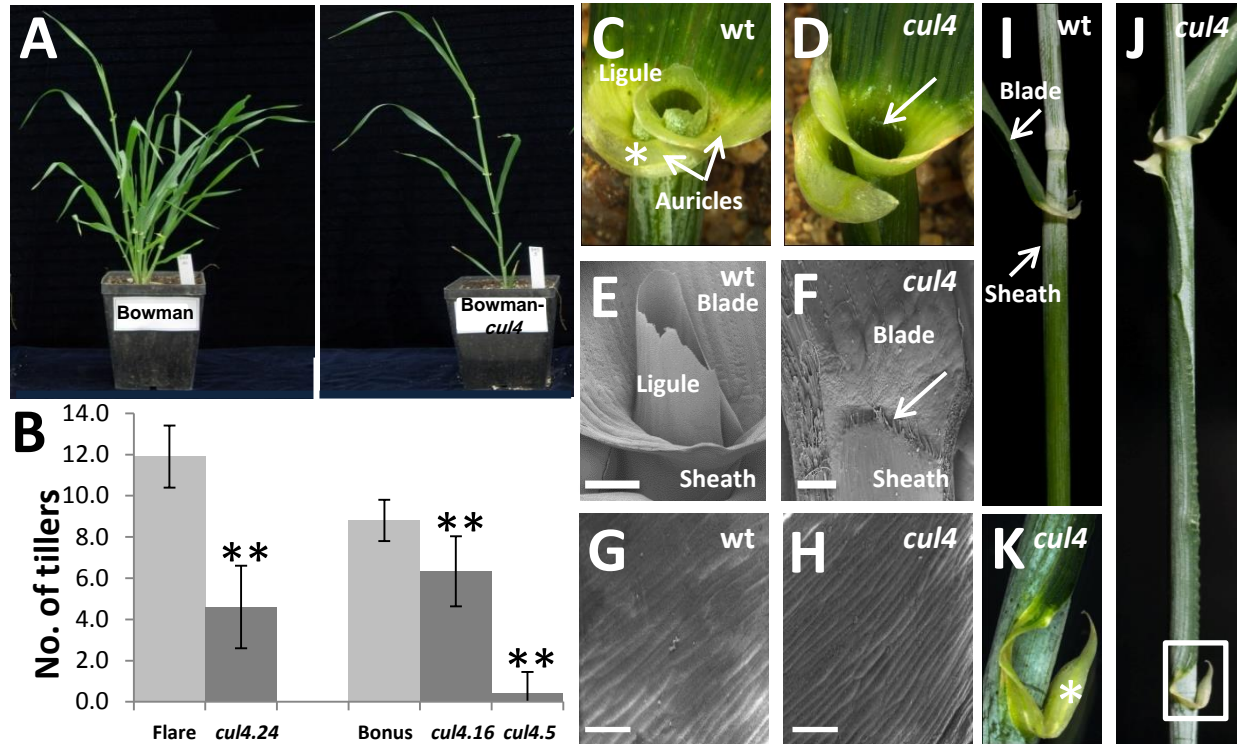 A
Bowman
Bowman-
cul4
B
No. of tillers
14.0
12.0
10.0
8.0
6.0
4.0
2.0
0.0
**
**
**
Flare
cul4.24
Bonus
cul4.16
cul4.5
C
wt
Ligule
*
Auricles
D
cul4
E
wt
Blade
Ligule
Sheath
F
cul4
Blade
Sheath
G
wt
H
cul4
I
wt
Blade
Sheath
J
cul4
K
cul4
*